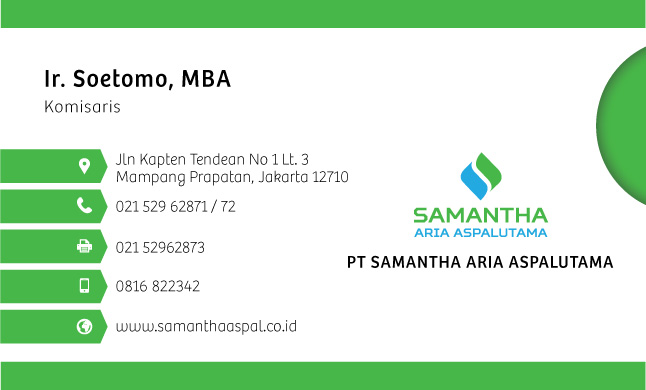 Ir. Soetomo, MBA
Komisaris
Jln Kapten Tendean No 1 Lt. 3
Mampang Prapatan, Jakarta 12710
021 529 62871 / 72
021 52962873
0816 822342
www.samanthaaspal.co.id
SAMANTHA
ARIA ASPALUTAMA
PT SAMANTHA ARIA ASPALUTAMA